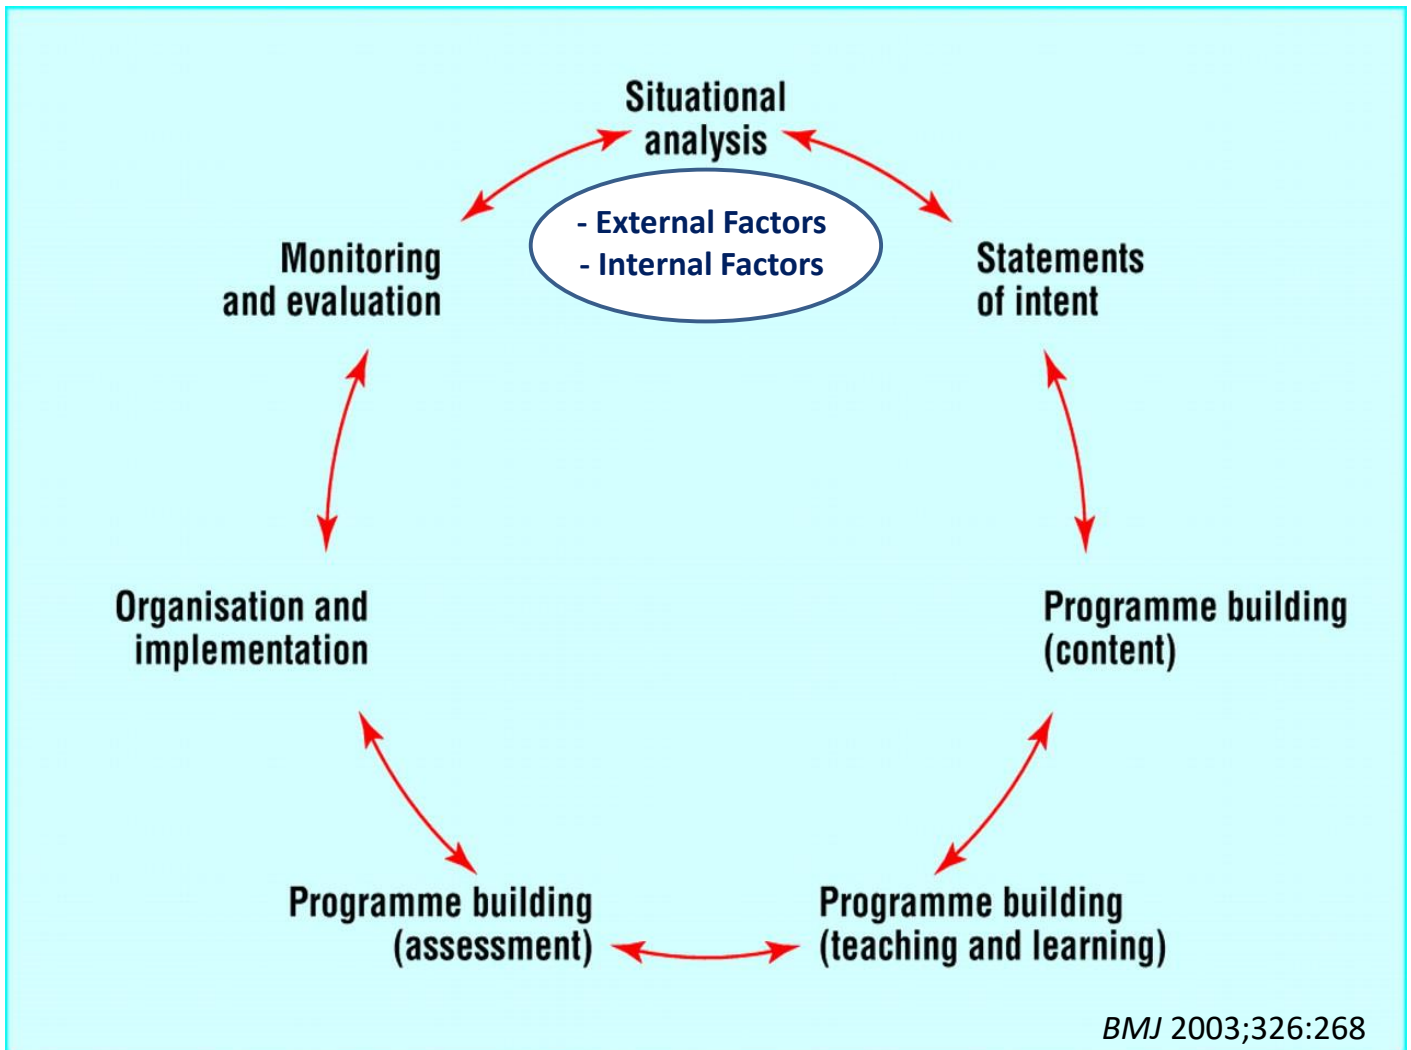 Situational
analysis
- External Factors
- Internal Factors
Statements
of intent
Programme building
(content)
Programme building
(teaching and learning)
Programme building
(assessment)
Organisation and
implementation
Monitoring
and evaluation
BMJ 2003;326:268